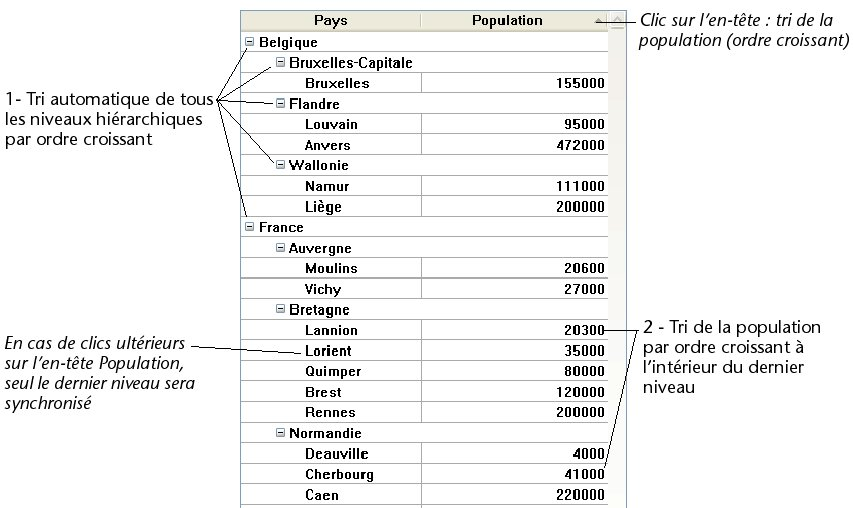 Pays Population
Clic sur l'en-tête : tri de la
population (ordre croissant)
Belgique
Bruxelles-Capitale
Bruxelles 155000
1- Tri automatique de tous
les niveaux hiérarchiques
par ordre croissant
Flandre
Louvain 95000
Anvers 472000
Wallonie
Namur 111000
Liège 200000
France
Auvergne
Moulins 20600
Vichy 27000
Bretagne
Lannion 20300
Lorient 35000
Quimper 80000
Brest 120000
Rennes 200000
En cas de clics ultérieurs
sur l'en-tête Population,
seul le dernier niveau sera
synchronisé
2 - Tri de la population
par ordre croissant à
l'intérieur du dernier
niveau
Normandie
Deauville 4000
Cherbourg 41000
Caen 220000